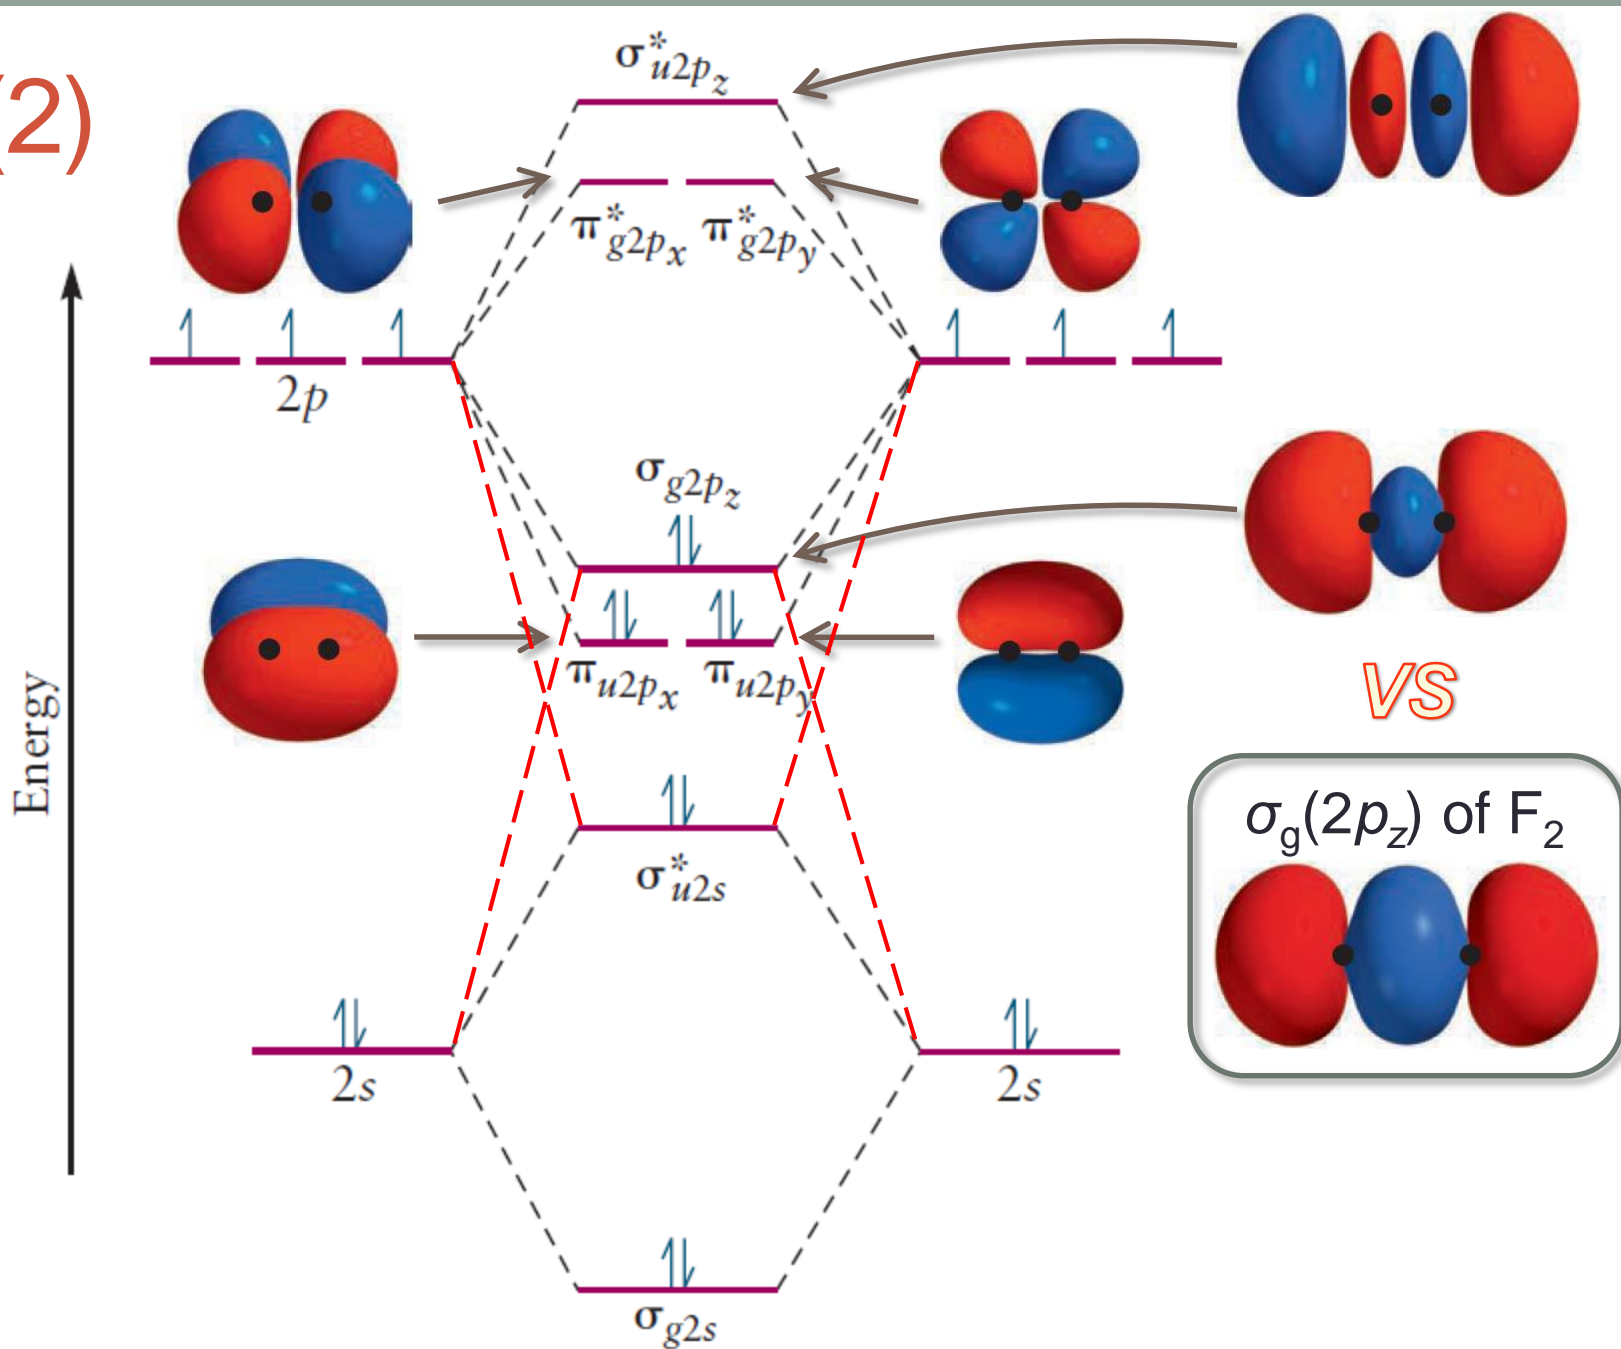 (2)
σ*u2pz
π*g2px π*g2py
2p
σg2pz
πu2px πu2py
Energy
VS
σg(2pz) of F2
σ*u2s
2s
2s
σg2s